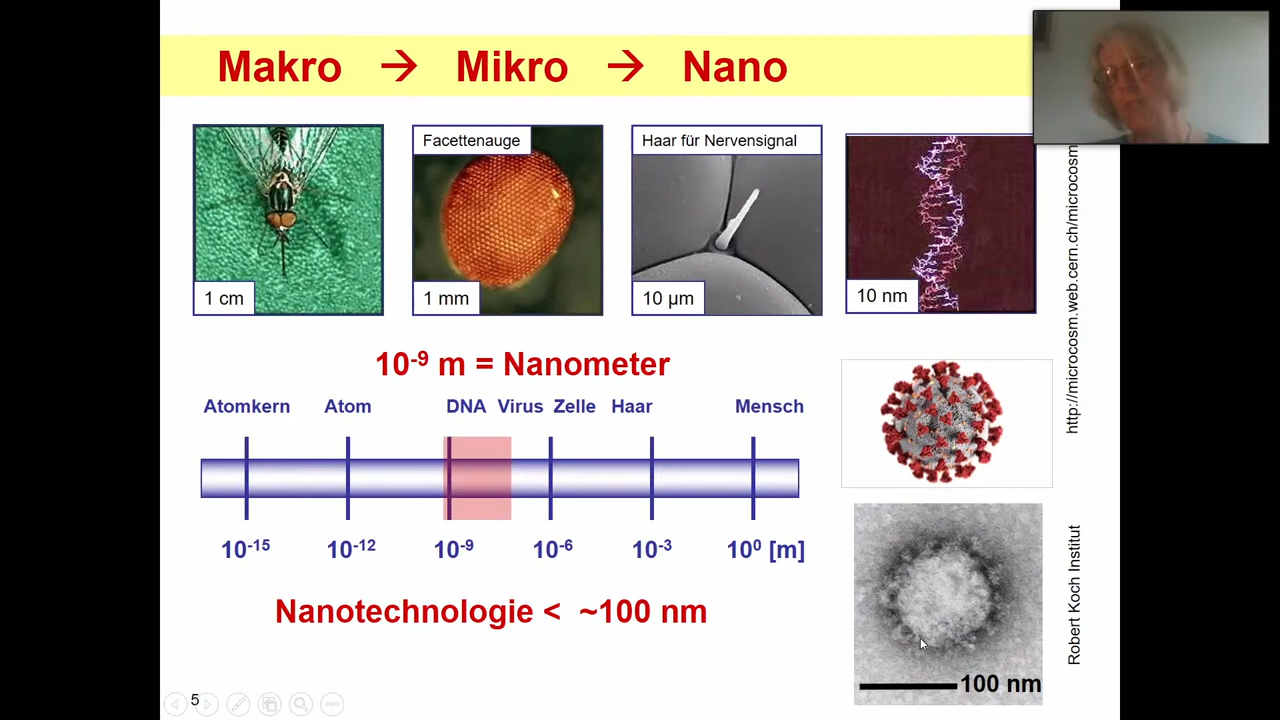 Makro → Mikro → Nano
Facettenauge
Haar für Nervensignal
1 cm
1 mm
10 µm
10 nm
http://microcosm.web.cern.ch/microcosm
10⁻⁹ m = Nanometer
Atomkern Atom DNA Virus Zelle Haar Mensch
10⁻¹⁵ 10⁻¹² 10⁻⁹ 10⁻⁶ 10⁻³ 10⁰ [m]
Nanotechnologie < ~100 nm
Robert Koch Institut
100 nm
5